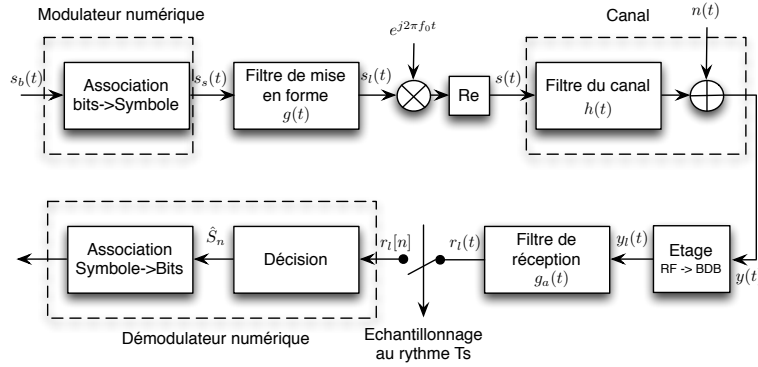 Modulateur numérique
Canal
n(t)
e^{j2πf_0t}
s_b(t)
Association
bits->Symbole
s_s(t)
Filtre de mise
en forme
g(t)
s_l(t)
Re
s(t)
Filtre du canal
h(t)
Association
Symbole->Bits
Ŝ_n
Décision
r_l[n]
r_l(t)
Filtre de
réception
g_a(t)
y_l(t)
Etage
RF -> BDB
y(t
Démodulateur numérique
Echantillonnage
au rythme Ts